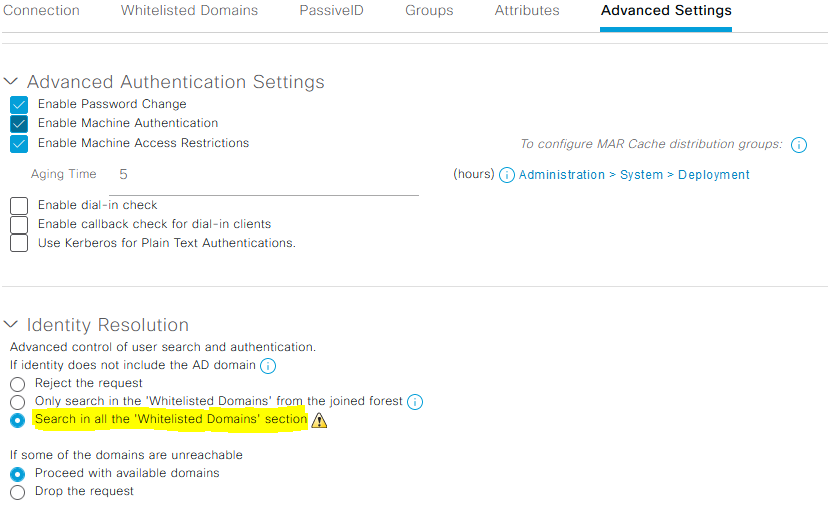 Connection Whitelisted Domains PassiveID Groups Attributes Advanced Settings
Advanced Authentication Settings
Enable Password Change
Enable Machine Authentication
Enable Machine Access Restrictions To configure MAR Cache distribution groups:
Aging Time 5 (hours) Administration > System > Deployment
Enable dial-in check
Enable callback check for dial-in clients
Use Kerberos for Plain Text Authentications.
Identity Resolution
Advanced control of user search and authentication.
If identity does not include the AD domain
Reject the request
Only search in the 'Whitelisted Domains' from the joined forest
Search in all the 'Whitelisted Domains' section
If some of the domains are unreachable
Proceed with available domains
Drop the request